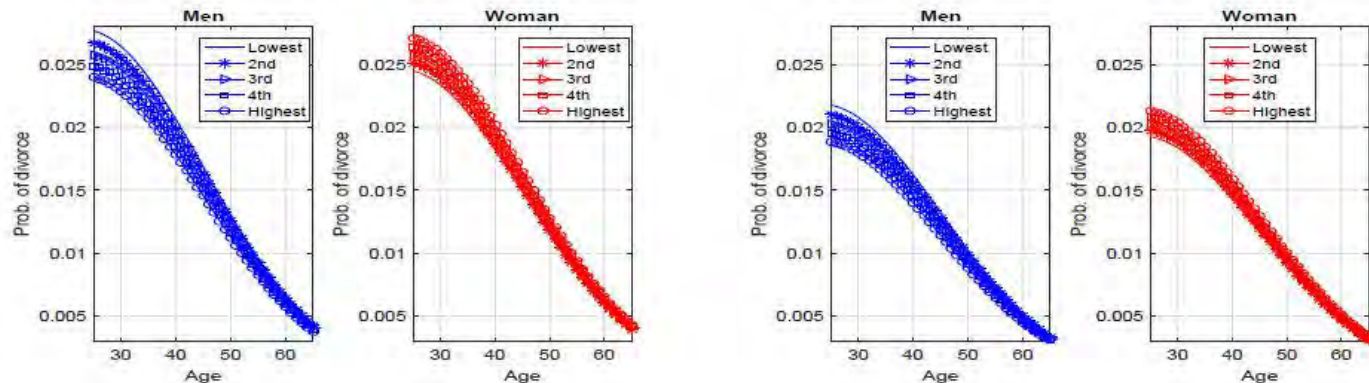 Men
Prob. of divorce
0.025
0.02
0.015
0.01
0.005
30
40
50
60
Age
Lowest
2nd
3rd
4th
Highest
Woman
Prob. of divorce
0.025
0.02
0.015
0.01
0.005
30
40
50
60
Age
Lowest
2nd
3rd
4th
Highest
Men
Prob. of divorce
0.025
0.02
0.015
0.01
0.005
30
40
50
60
Age
Lowest
2nd
3rd
4th
Highest
Woman
Prob. of divorce
0.025
0.02
0.015
0.01
0.005
30
40
50
60
Age
Lowest
2nd
3rd
4th
Highest